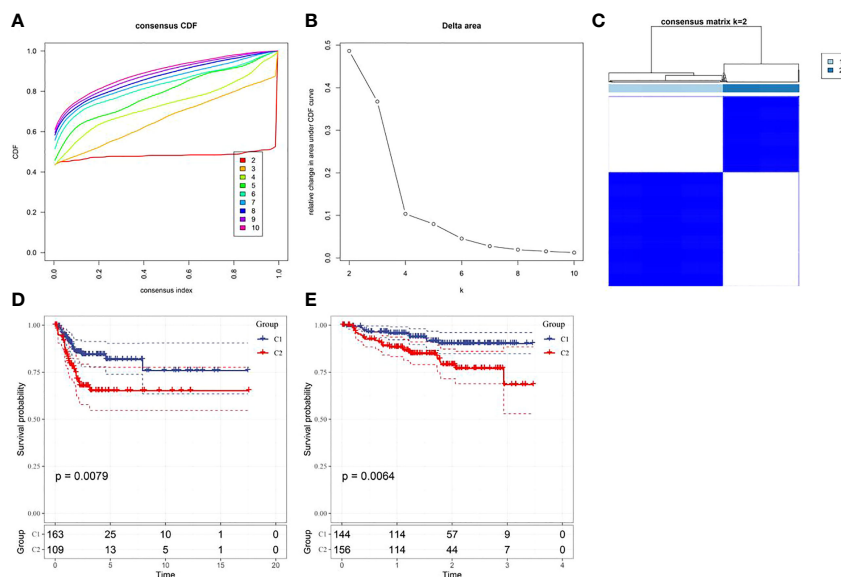 A
consensus CDF
CDF
1.0
0.8
0.6
0.4
0.2
0.0
2
3
4
5
6
7
8
9
10
0.0 0.2 0.4 0.6 0.8 1.0
consensus index
B
Delta area
relative change in area under CDF curve
0.5
0.4
0.3
0.2
0.1
0.0
2 4 6 8 10
k
C
consensus matrix k=2
1
2
D
Survival probability
1.00
0.75
0.50
0.25
0.00
Group
C1
C2
p = 0.0079
Group
C1 163 25 10 1 0
C2 109 13 5 1 0
0 5 10 15 20
Time
E
Survival probability
1.00
0.75
0.50
0.25
0.00
Group
C1
C2
p = 0.0064
Group
C1 144 114 57 9 0
C2 156 114 44 7 0
0 1 2 3 4
Time